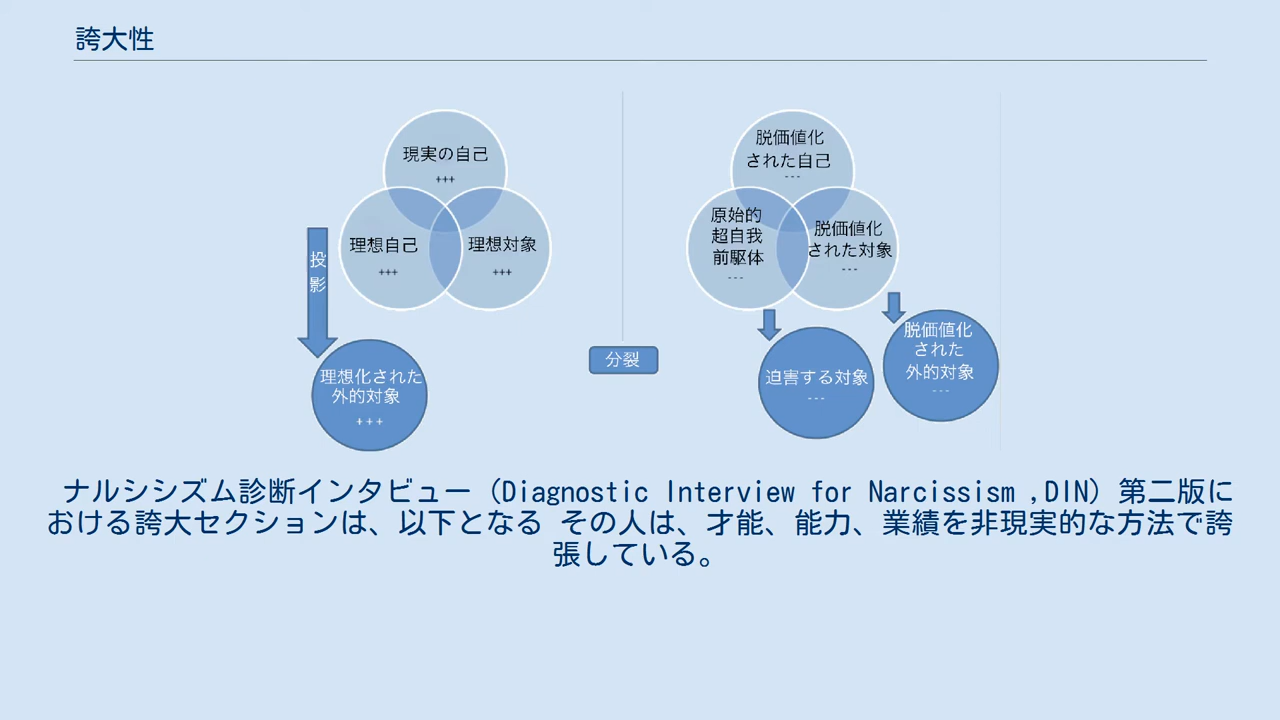 誇大性
現実の自己
+++
理想自己
+++
理想対象
+++
投
影
理想化された
外的対象
+++
分裂
脱価値化
された自己
---
原始的
超自我
前駆体
---
脱価値化
された対象
---
迫害する対象
---
脱価値化
された
外的対象
---
ナルシシズム診断インタビュー（Diagnostic Interview for Narcissism ,DIN）第二版に
おける誇大セクションは、以下となる その人は、才能、能力、業績を非現実的な方法で誇
張している。